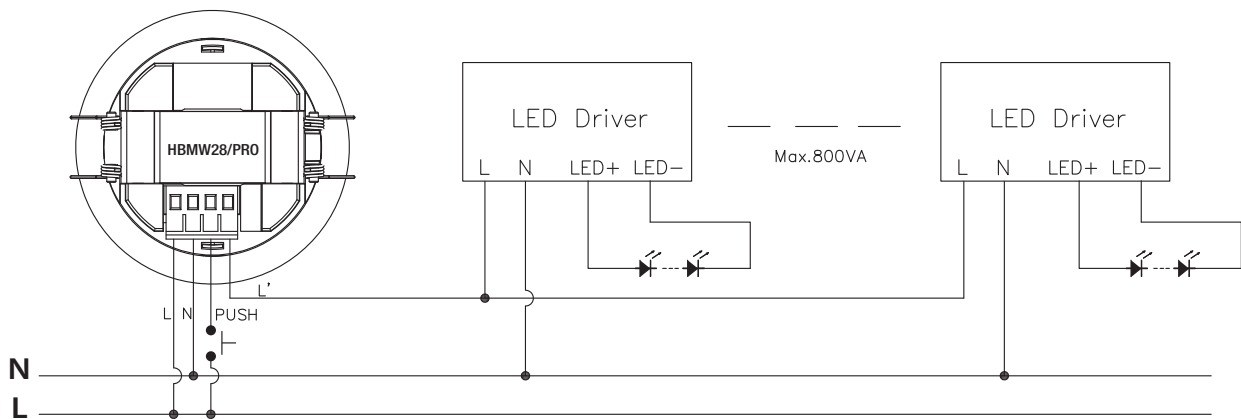 HBMW28/PRO
LED Driver
L N LED+ LED-
Max.800VA
LED Driver
L N LED+ LED-
L'
L N PUSH
N
L